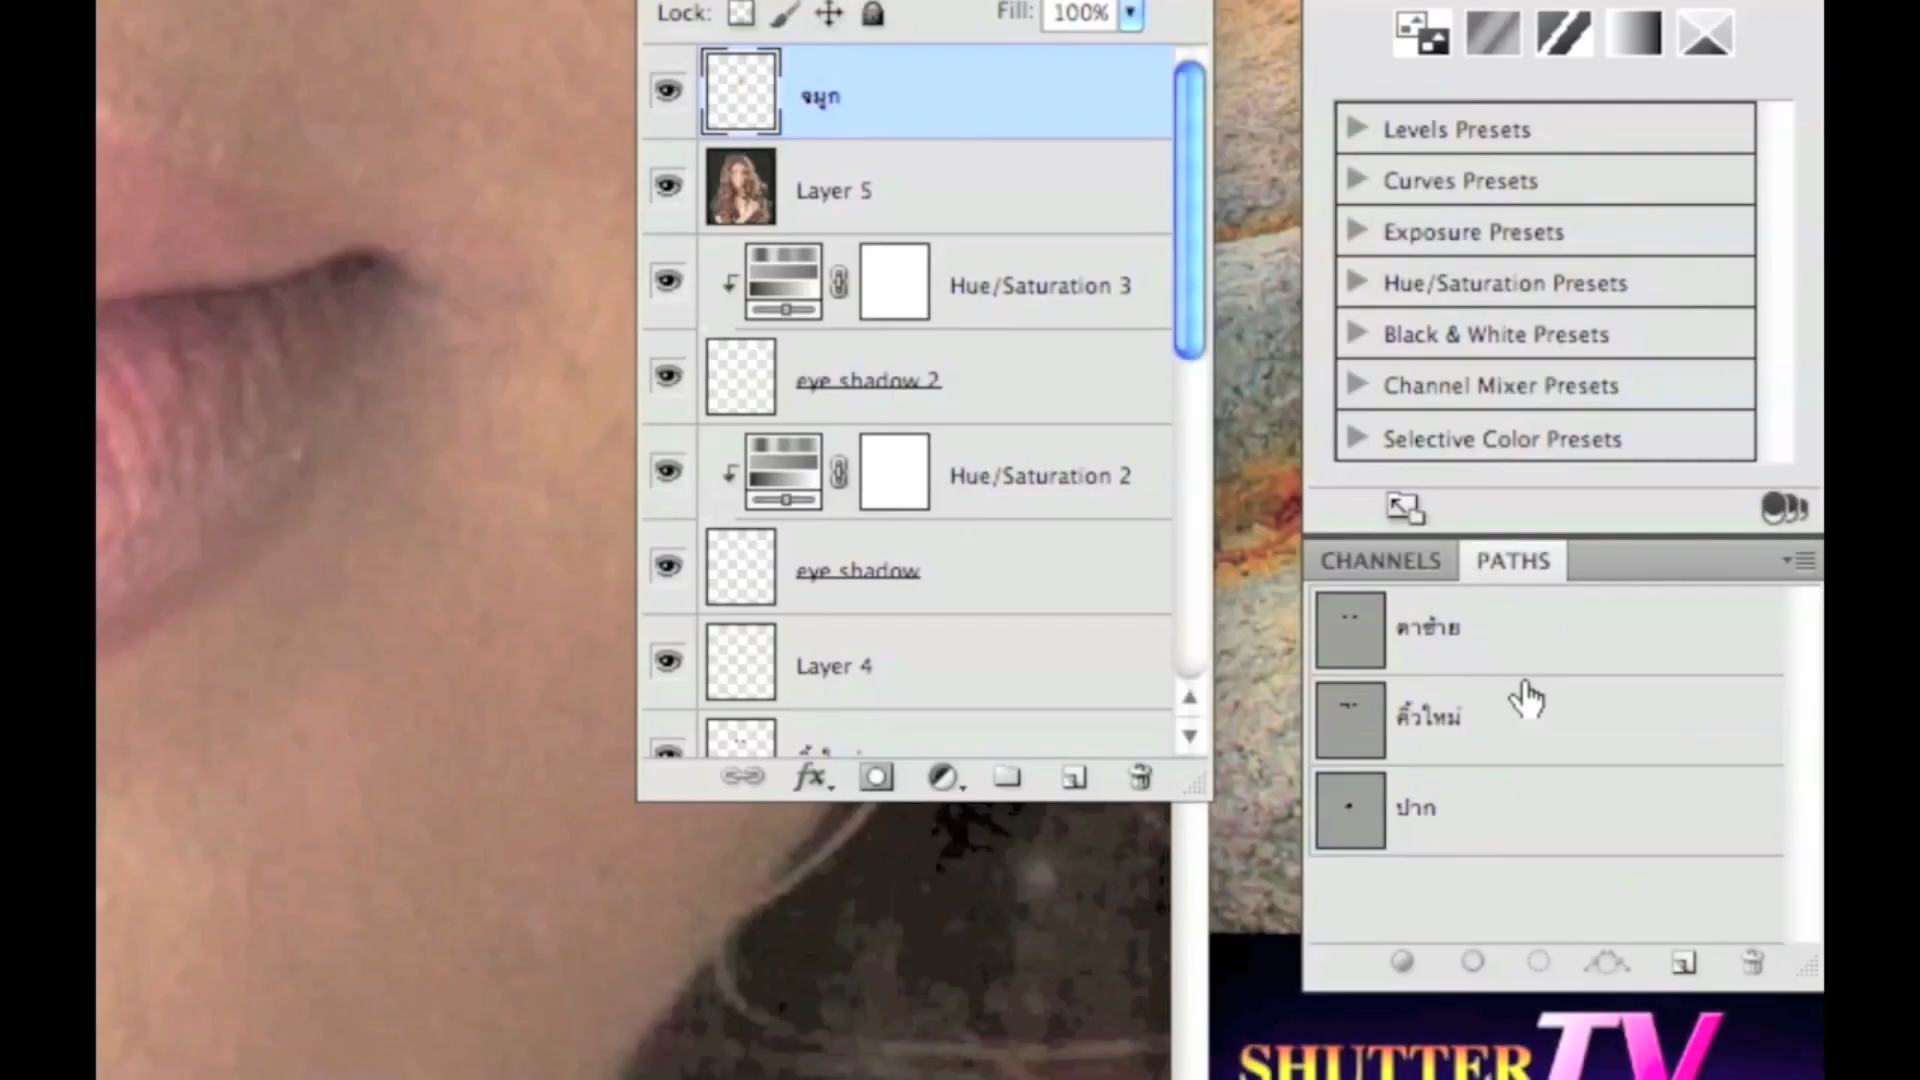 Lock:
Fill: 100%
จมูก
Layer 5
Hue/Saturation 3
eye shadow 2
Hue/Saturation 2
eye shadow
Layer 4
fx
Levels Presets
Curves Presets
Exposure Presets
Hue/Saturation Presets
Black & White Presets
Channel Mixer Presets
Selective Color Presets
CHANNELS PATHS
ตาซ้าย
คิ้วใหม่
ปาก
SHUTTER TV